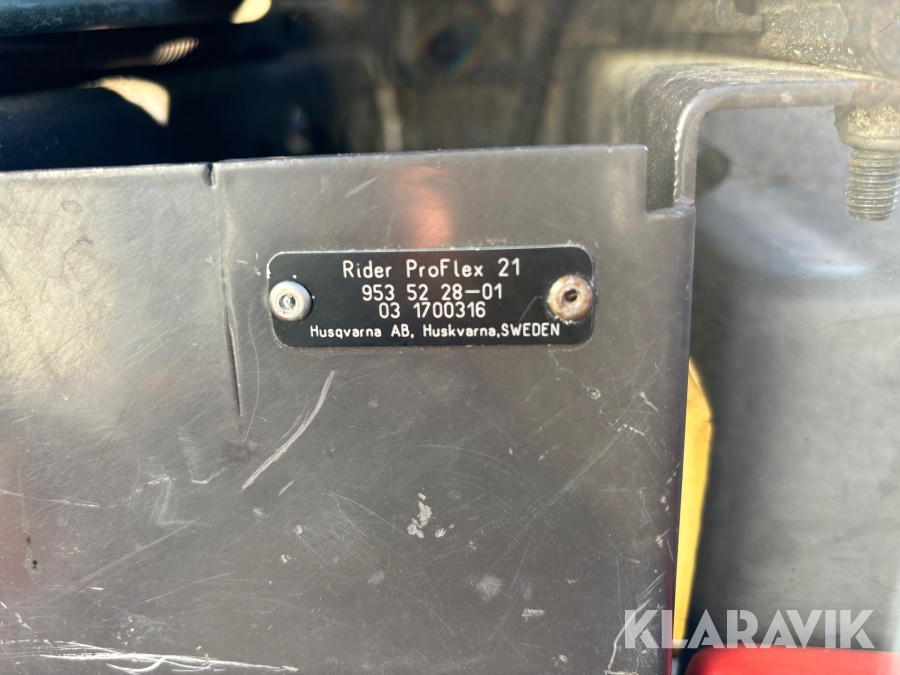 Rider ProFlex 21
953 52 28-01
03 1700316
Husqvarna AB, Huskvarna,SWEDEN
KLARAVIK